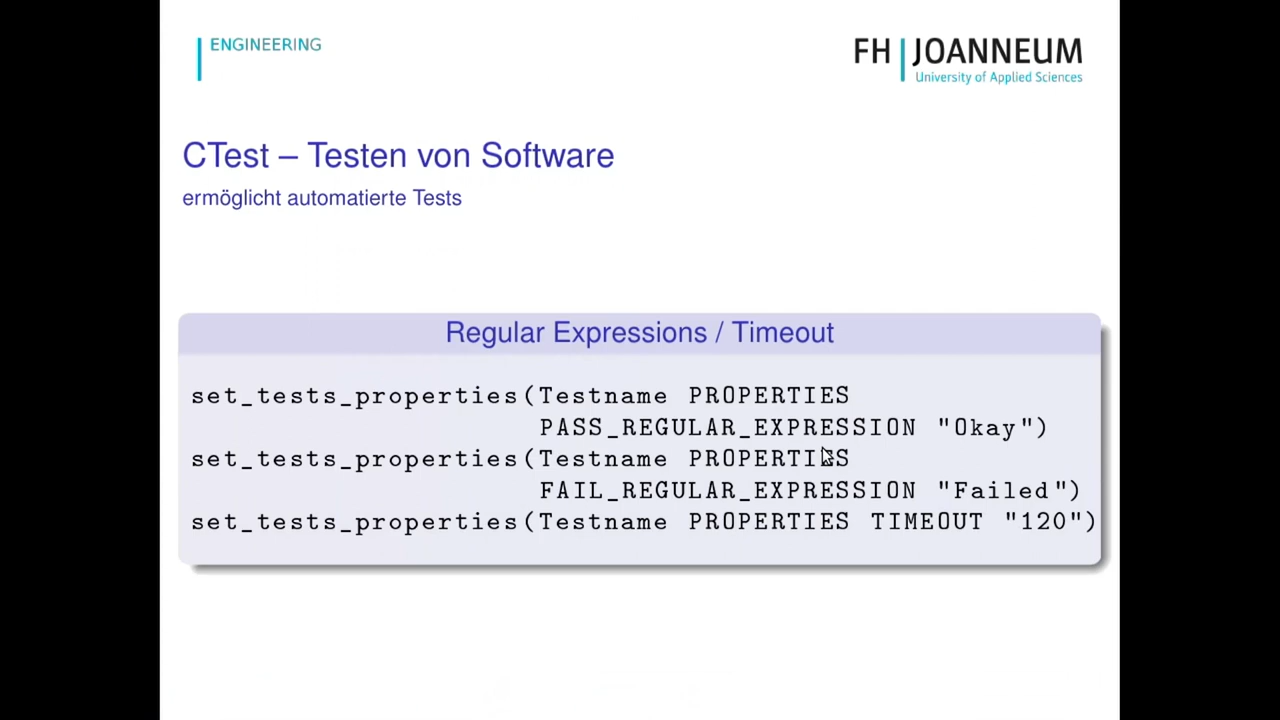 ENGINEERING
FH JOANNEUM
University of Applied Sciences
CTest – Testen von Software
ermöglicht automatierte Tests
Regular Expressions / Timeout
set_tests_properties(Testname PROPERTIES
PASS_REGULAR_EXPRESSION "Okay")
set_tests_properties(Testname PROPERTIES
FAIL_REGULAR_EXPRESSION "Failed")
set_tests_properties(Testname PROPERTIES TIMEOUT "120")